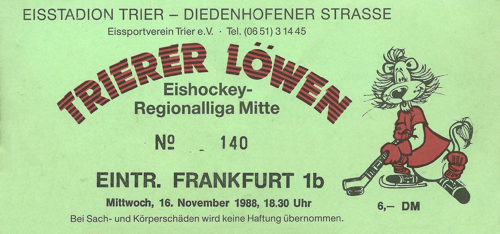 EISSTADION TRIER – DIEDENHOFENER STRASSE
Eissportverein Trier e.V. · Tel. (06 51) 3 14 45
TRIERER LÖWEN
Eishockey-
Regionalliga Mitte
Nº 140
EINTR. FRANKFURT 1b
Mittwoch, 16. November 1988, 18.30 Uhr
6,– DM
Bei Sach- und Körperschäden wird keine Haftung übernommen.